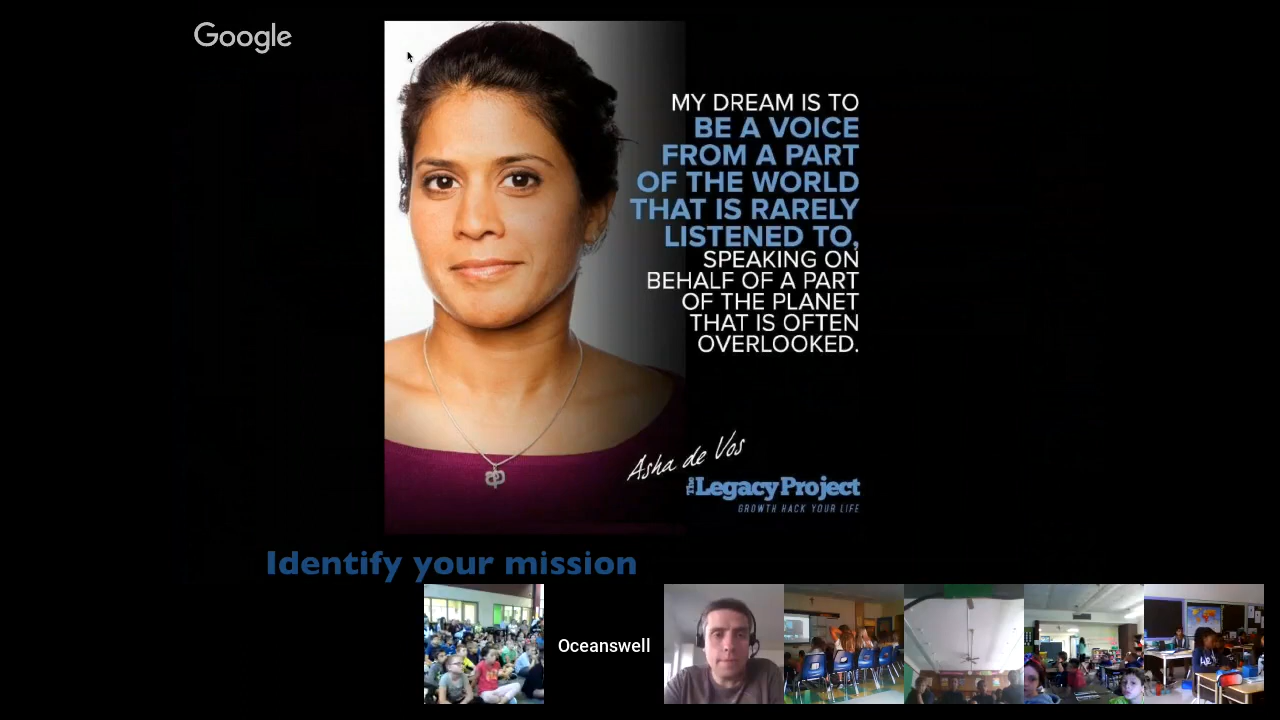 Google
MY DREAM IS TO
BE A VOICE
FROM A PART
OF THE WORLD
THAT IS RARELY
LISTENED TO,
SPEAKING ON
BEHALF OF A PART
OF THE PLANET
THAT IS OFTEN
OVERLOOKED.
Asha de Vos
The Legacy Project
GROWTH HACK YOUR LIFE
Identify your mission
Oceanswell